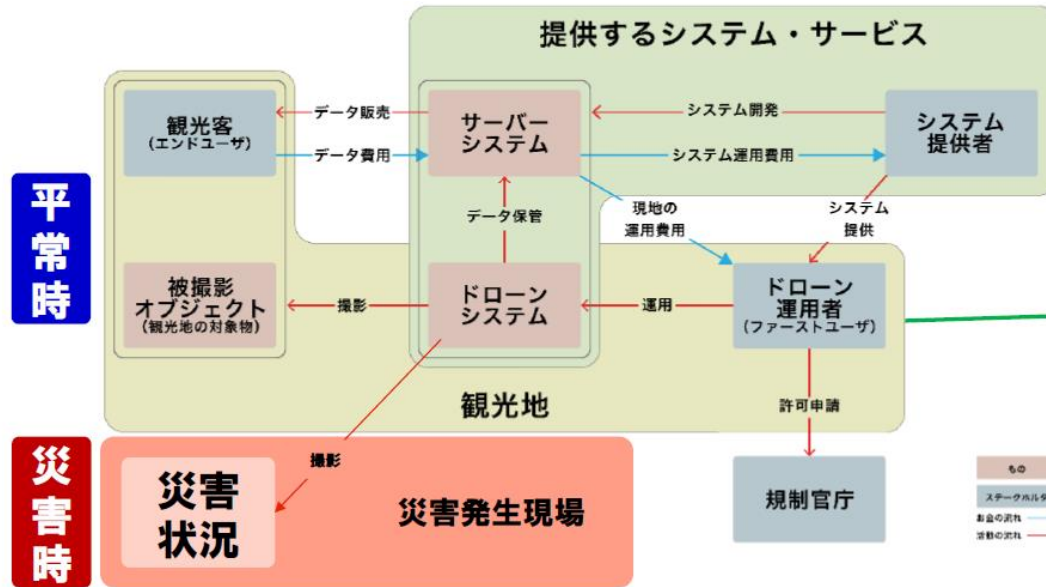 提供するシステム・サービス
観光客
(エンドユーザ)
データ販売
データ費用
サーバー
システム
システム開発
システム運用費用
システム
提供者
平常時
データ保管
現地の
運用費用
システム
提供
被撮影
オブジェクト
(観光地の対象物)
撮影
ドローン
システム
運用
ドローン
運用者
(ファーストユーザ)
観光地
許可申請
災害時
撮影
災害
状況
災害発生現場
規制官庁
もの
ステークホルダ
お金の流れ
活動の流れ